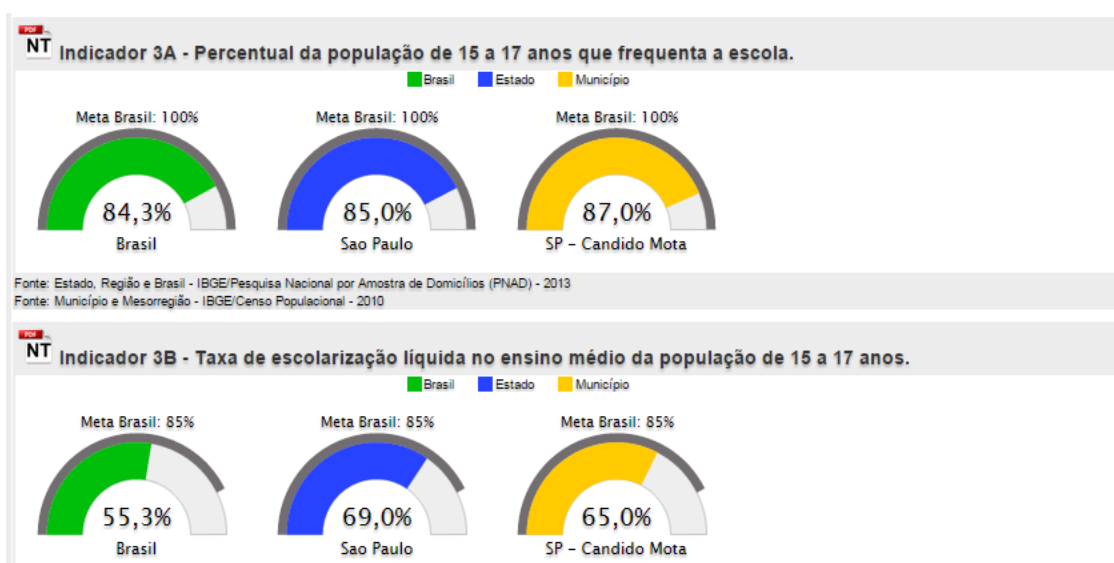 PDF
NT Indicador 3A - Percentual da população de 15 a 17 anos que frequenta a escola.
Brasil Estado Município
Meta Brasil: 100% Meta Brasil: 100% Meta Brasil: 100%
84,3% 85,0% 87,0%
Brasil Sao Paulo SP - Candido Mota
Fonte: Estado, Região e Brasil - IBGE/Pesquisa Nacional por Amostra de Domicílios (PNAD) - 2013
Fonte: Município e Mesorregião - IBGE/Censo Populacional - 2010
PDF
NT Indicador 3B - Taxa de escolarização líquida no ensino médio da população de 15 a 17 anos.
Brasil Estado Município
Meta Brasil: 85% Meta Brasil: 85% Meta Brasil: 85%
55,3% 69,0% 65,0%
Brasil Sao Paulo SP - Candido Mota